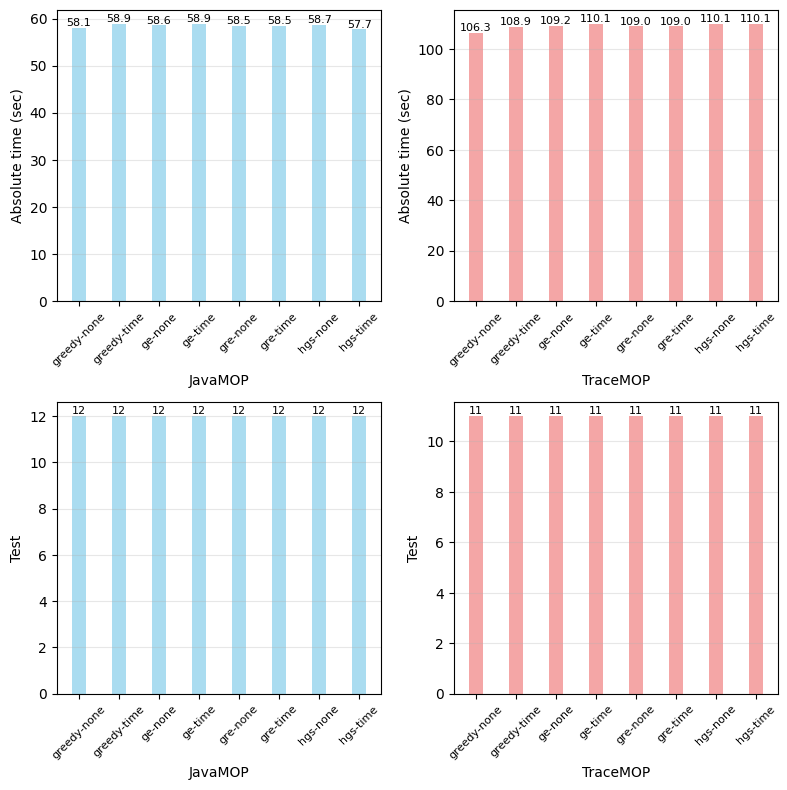 Absolute time (sec)
60
50
40
30
20
10
0
58.1
58.9
58.6
58.9
58.5
58.5
58.7
57.7
greedy-none
greedy-time
ge-none
ge-time
gre-none
gre-time
hgs-none
hgs-time
JavaMOP
Absolute time (sec)
100
80
60
40
20
0
106.3
108.9
109.2
110.1
109.0
109.0
110.1
110.1
greedy-none
greedy-time
ge-none
ge-time
gre-none
gre-time
hgs-none
hgs-time
TraceMOP
Test
12
10
8
6
4
2
0
12
12
12
12
12
12
12
12
greedy-none
greedy-time
ge-none
ge-time
gre-none
gre-time
hgs-none
hgs-time
JavaMOP
Test
10
8
6
4
2
0
11
11
11
11
11
11
11
11
greedy-none
greedy-time
ge-none
ge-time
gre-none
gre-time
hgs-none
hgs-time
TraceMOP